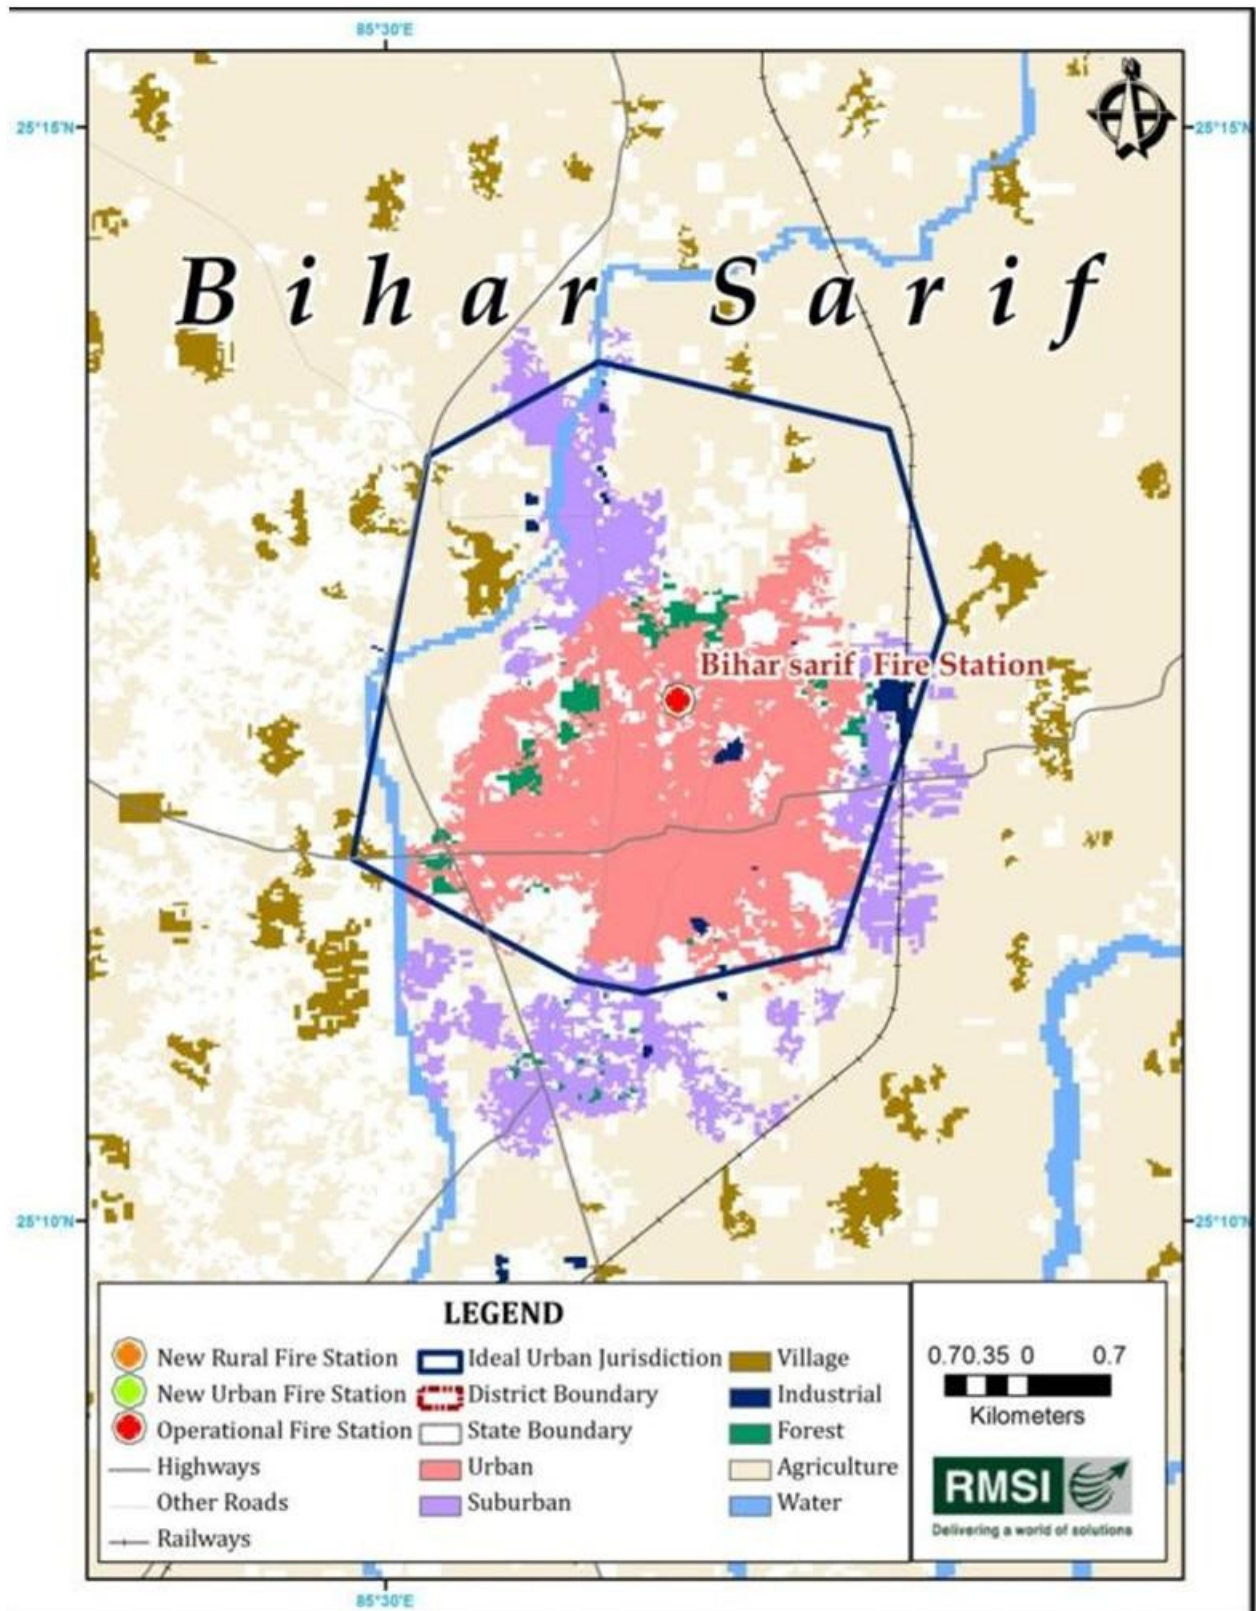 85°30'E
25°15'N
25°15'N
Bihar Sarif
Bihar sarif Fire Station
25°10'N
25°10'N
LEGEND
New Rural Fire Station
New Urban Fire Station
Operational Fire Station
Highways
Other Roads
Railways
Ideal Urban Jurisdiction
District Boundary
State Boundary
Urban
Suburban
Village
Industrial
Forest
Agriculture
Water
0.70.35 0 0.7
Kilometers
RMSI
Delivering a world of solutions
85°30'E